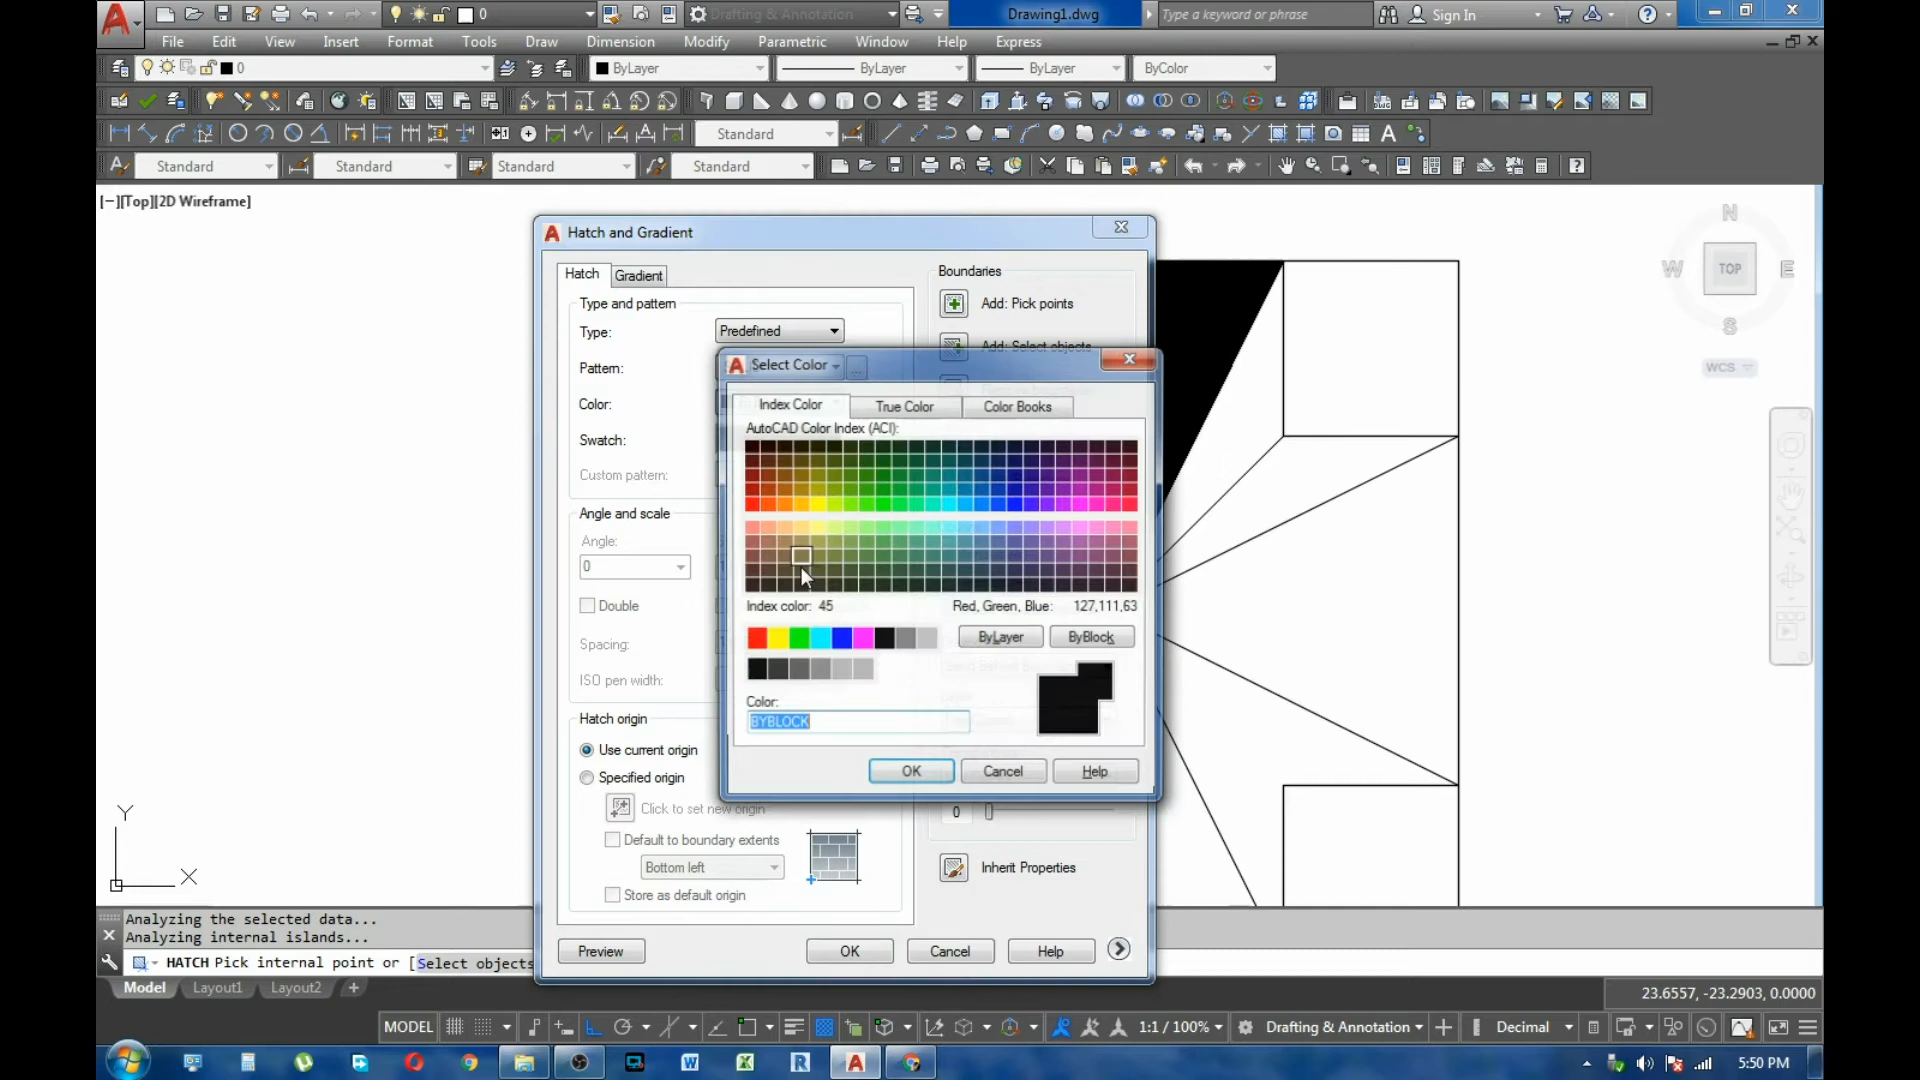 0 Drafting & Annotation Drawing1.dwg Type a keyword or phrase Sign In
File Edit View Insert Format Tools Draw Dimension Modify Parametric Window Help Express
0 ByLayer ByLayer ByLayer ByColor
Standard
Standard Standard Standard Standard
[−][Top][2D Wireframe]
N
W TOP E
S
WCS
Hatch and Gradient
Hatch Gradient
Type and pattern
Type: Predefined
Pattern:
Color:
Swatch:
Custom pattern:
Angle and scale
Angle:
0
Double
Spacing:
ISO pen width:
Hatch origin
Use current origin
Specified origin
Click to set new origin
Default to boundary extents
Bottom left
Store as default origin
Boundaries
Add: Pick points
Add: Select objects
0
Inherit Properties
Preview OK Cancel Help
Select Color
Index Color True Color Color Books
AutoCAD Color Index (ACI):
Index color: 45 Red, Green, Blue: 127,111,63
ByLayer ByBlock
Color:
BYBLOCK
OK Cancel Help
Y
X
Analyzing the selected data...
Analyzing internal islands...
HATCH Pick internal point or [Select objects
Model Layout1 Layout2 +
23.6557, -23.2903, 0.0000
MODEL 1:1 / 100% Drafting & Annotation Decimal
5:50 PM